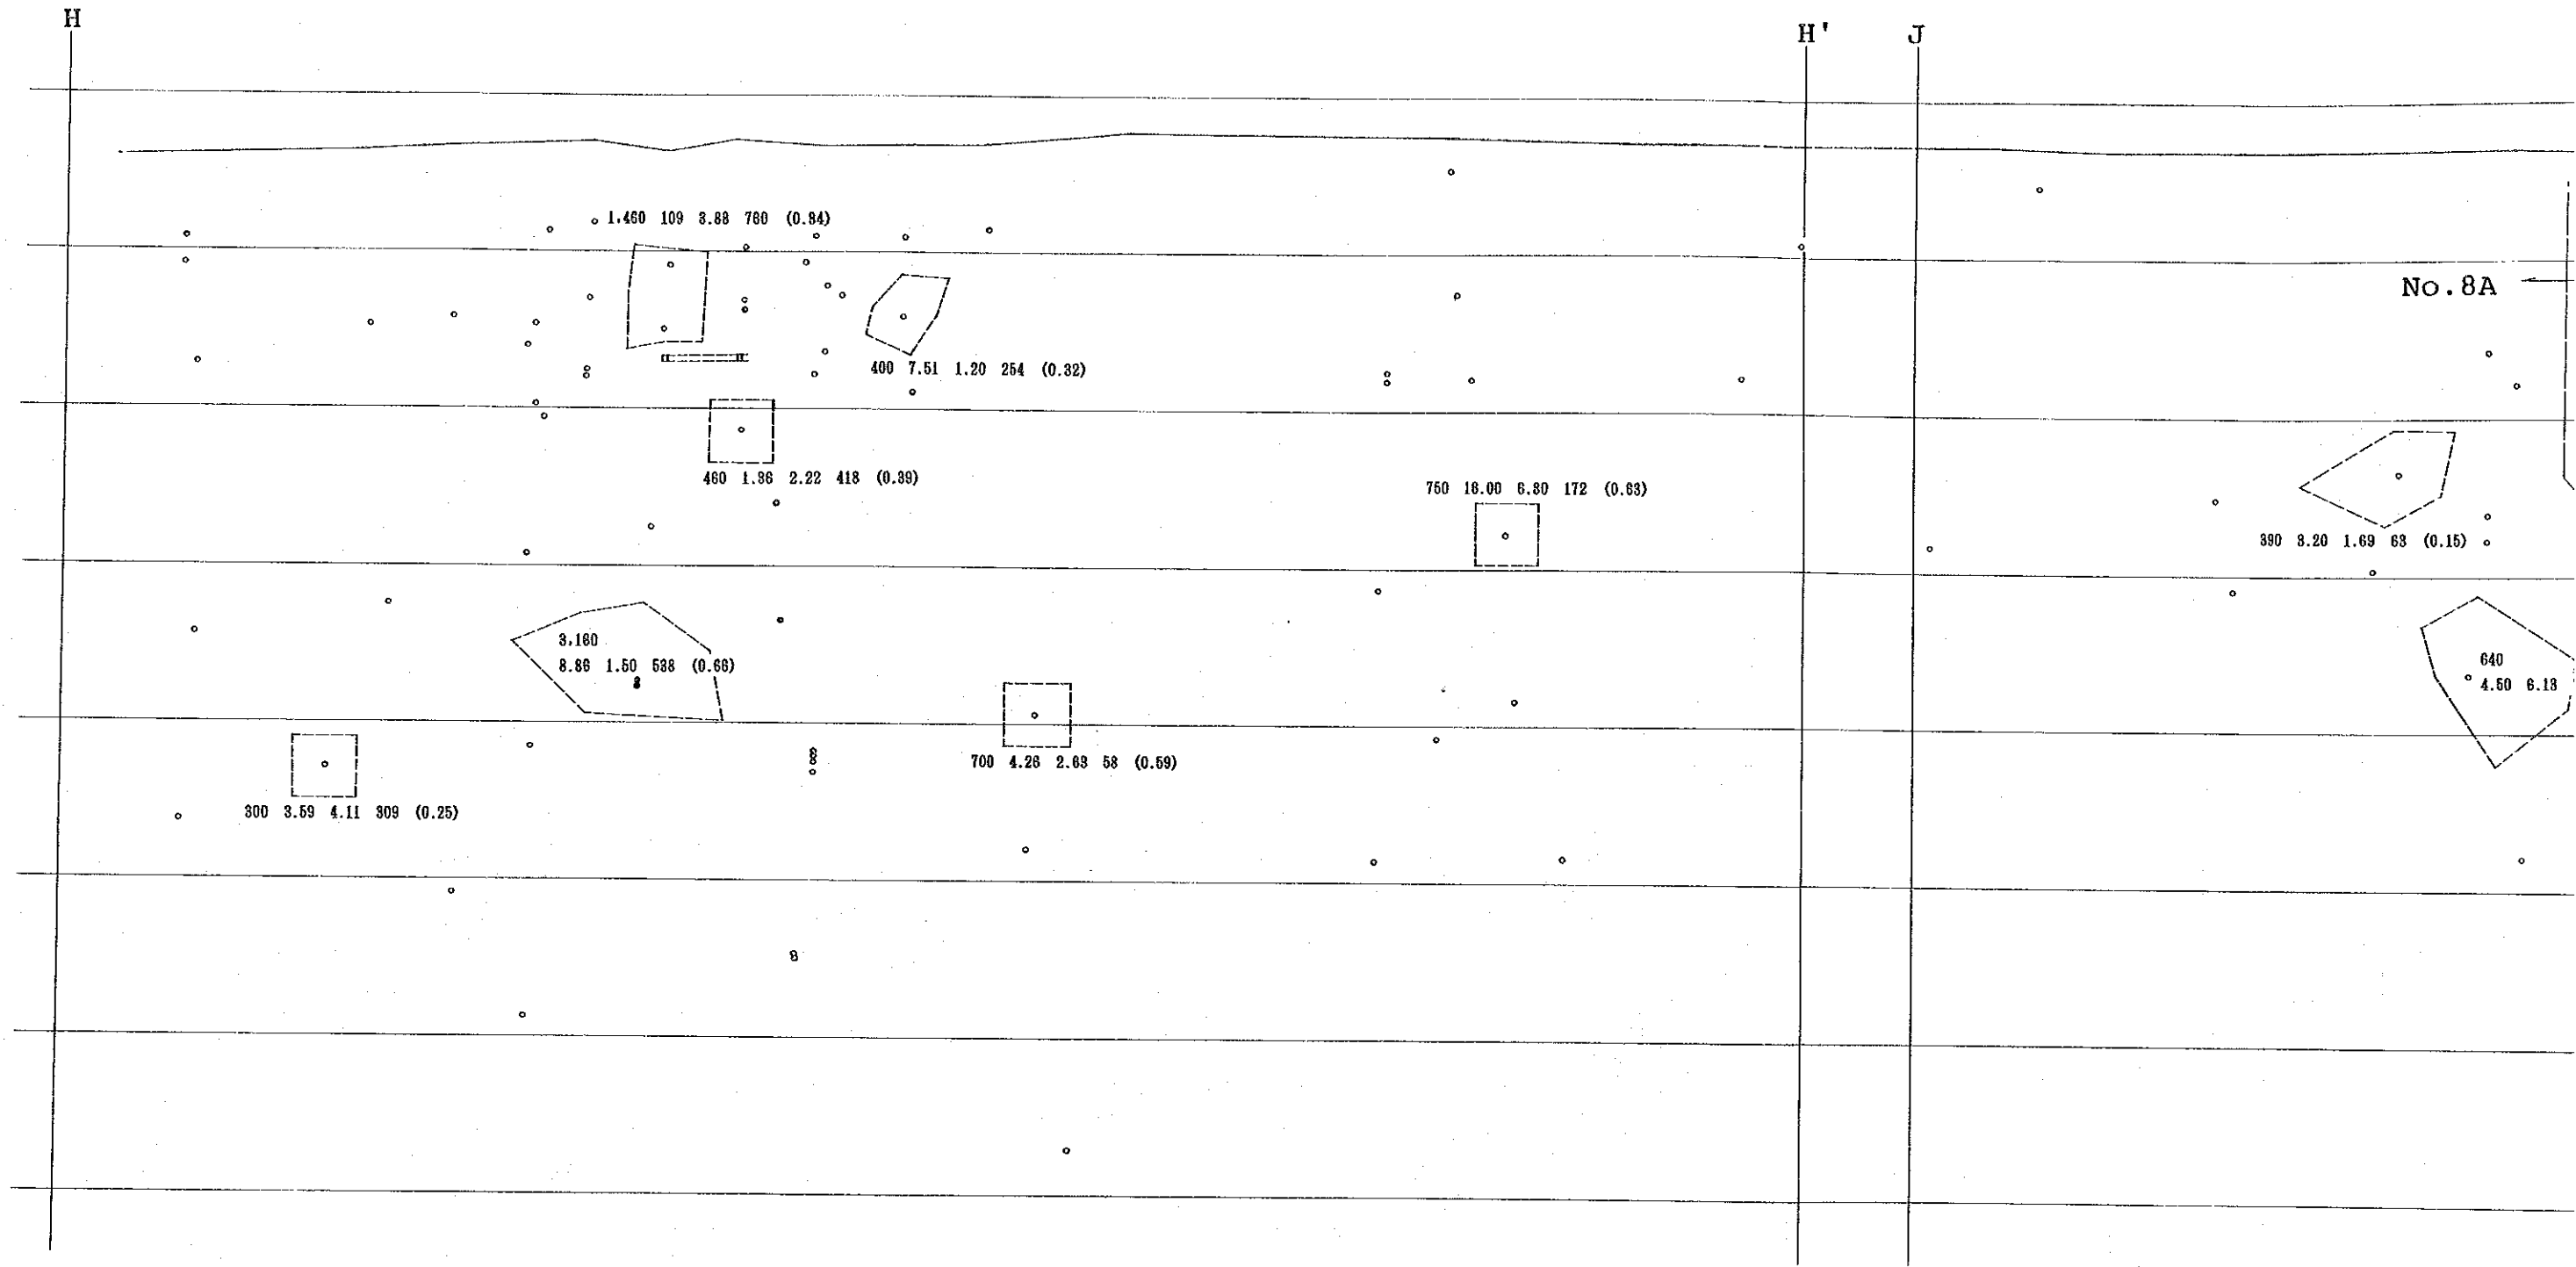 H
H'
J
1.460 109 3.88 780 (0.84)
No.8A
400 7.51 1.20 254 (0.32)
460 1.86 2.22 418 (0.39)
750 16.00 6.80 172 (0.63)
390 3.20 1.69 63 (0.15)
3,160
8.86 1.50 538 (0.66)
640
4.50 6.13
700 4.26 2.63 58 (0.59)
300 3.59 4.11 309 (0.25)